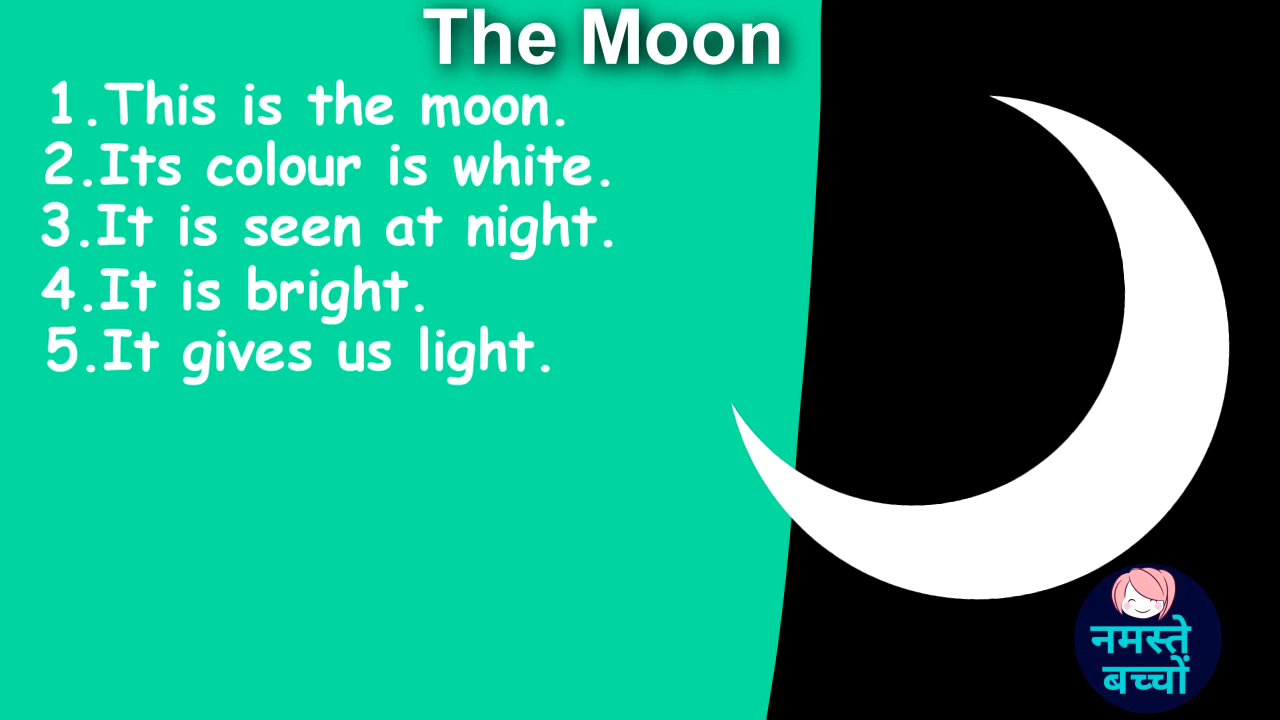 The Moon
1.This is the moon.
2.Its colour is white.
3.It is seen at night.
4.It is bright.
5.It gives us light.
नमस्ते
बच्चों